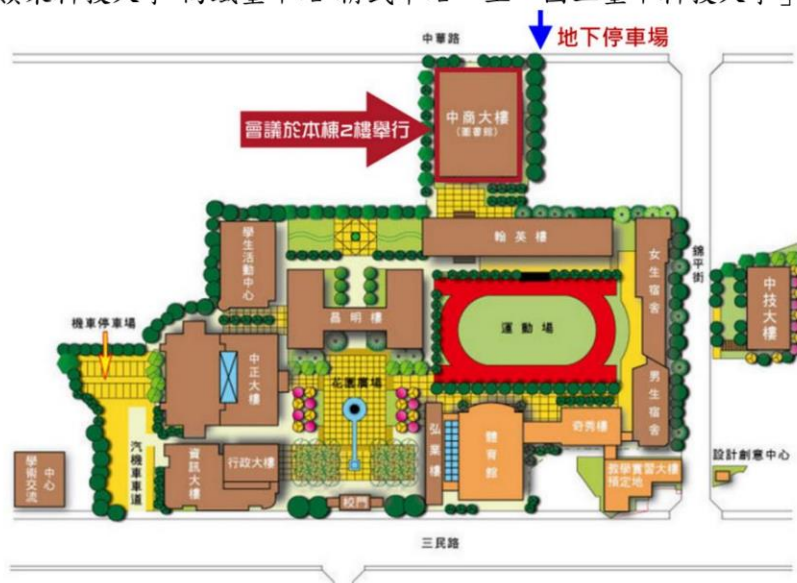 中華路
地下停車場
中商大樓
(圖書館)
會議於本棟2樓舉行
翰英樓
學生活動中心
女生宿舍
錦平街
中技大樓
昌明樓
運動場
機車停車場
中正大樓
花園廣場
男生宿舍
弘業樓
體育館
奇秀樓
設計創意中心
資訊大樓
行政大樓
汽機車車道
中心
學術交流
教學實習大樓
預定地
校門
三民路